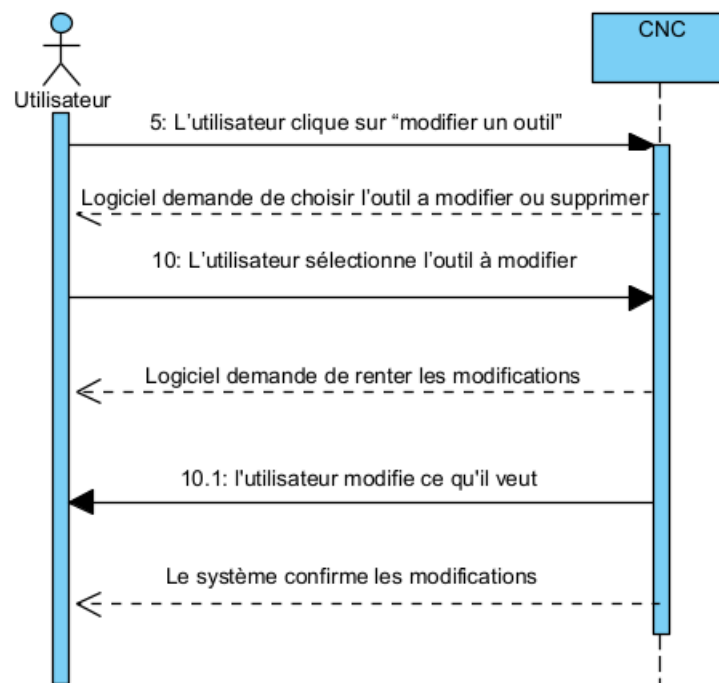 CNC
Utilisateur
5: L'utilisateur clique sur “modifier un outil”
Logiciel demande de choisir l'outil a modifier ou supprimer
10: L'utilisateur sélectionne l'outil à modifier
Logiciel demande de renter les modifications
10.1: l'utilisateur modifie ce qu'il veut
Le système confirme les modifications